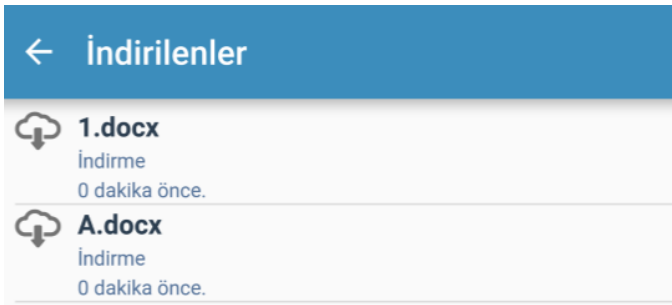 İndirilenler
1.docx
İndirme
0 dakika önce.
A.docx
İndirme
0 dakika önce.